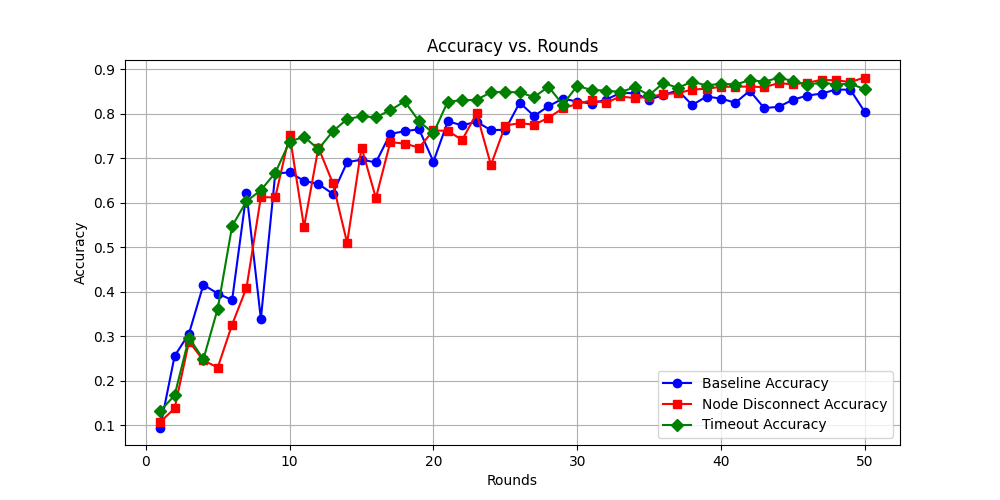 Accuracy vs. Rounds
0.9
0.8
0.7
0.6
0.5
0.4
0.3
0.2
0.1
Accuracy
0 10 20 30 40 50
Rounds
Baseline Accuracy
Node Disconnect Accuracy
Timeout Accuracy